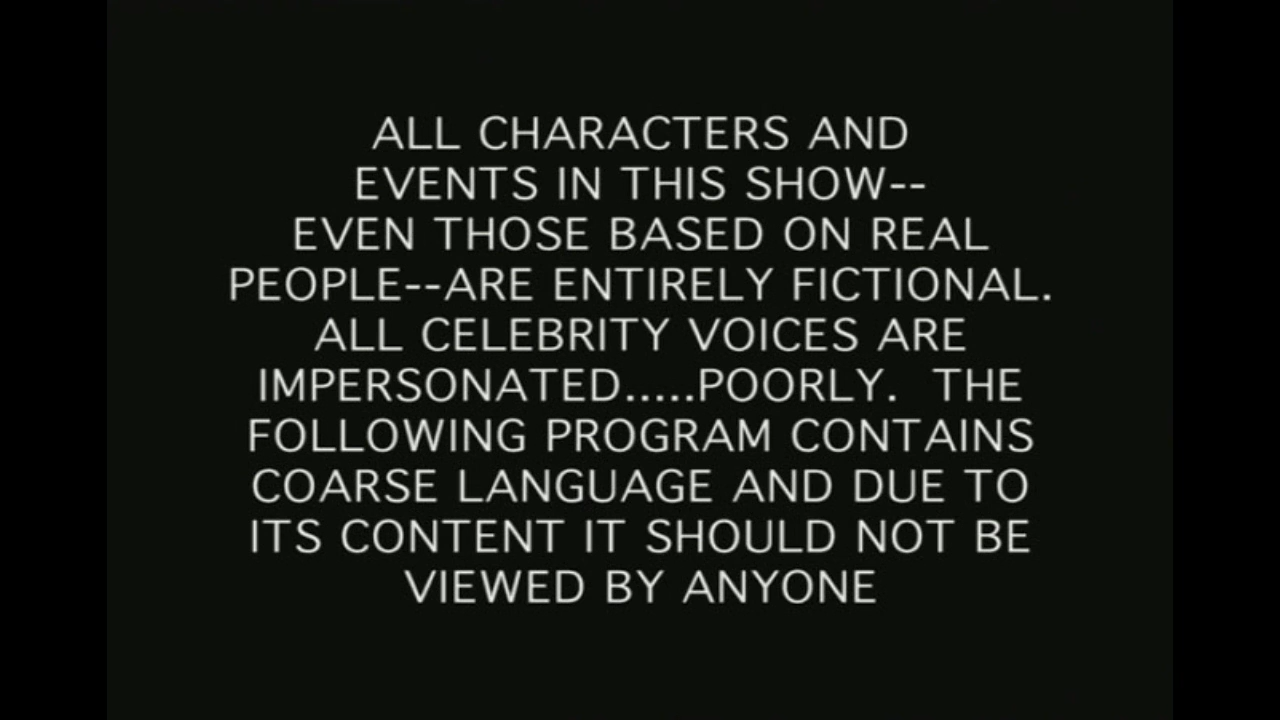 ALL CHARACTERS AND
EVENTS IN THIS SHOW--
EVEN THOSE BASED ON REAL
PEOPLE--ARE ENTIRELY FICTIONAL.
ALL CELEBRITY VOICES ARE
IMPERSONATED.....POORLY. THE
FOLLOWING PROGRAM CONTAINS
COARSE LANGUAGE AND DUE TO
ITS CONTENT IT SHOULD NOT BE
VIEWED BY ANYONE